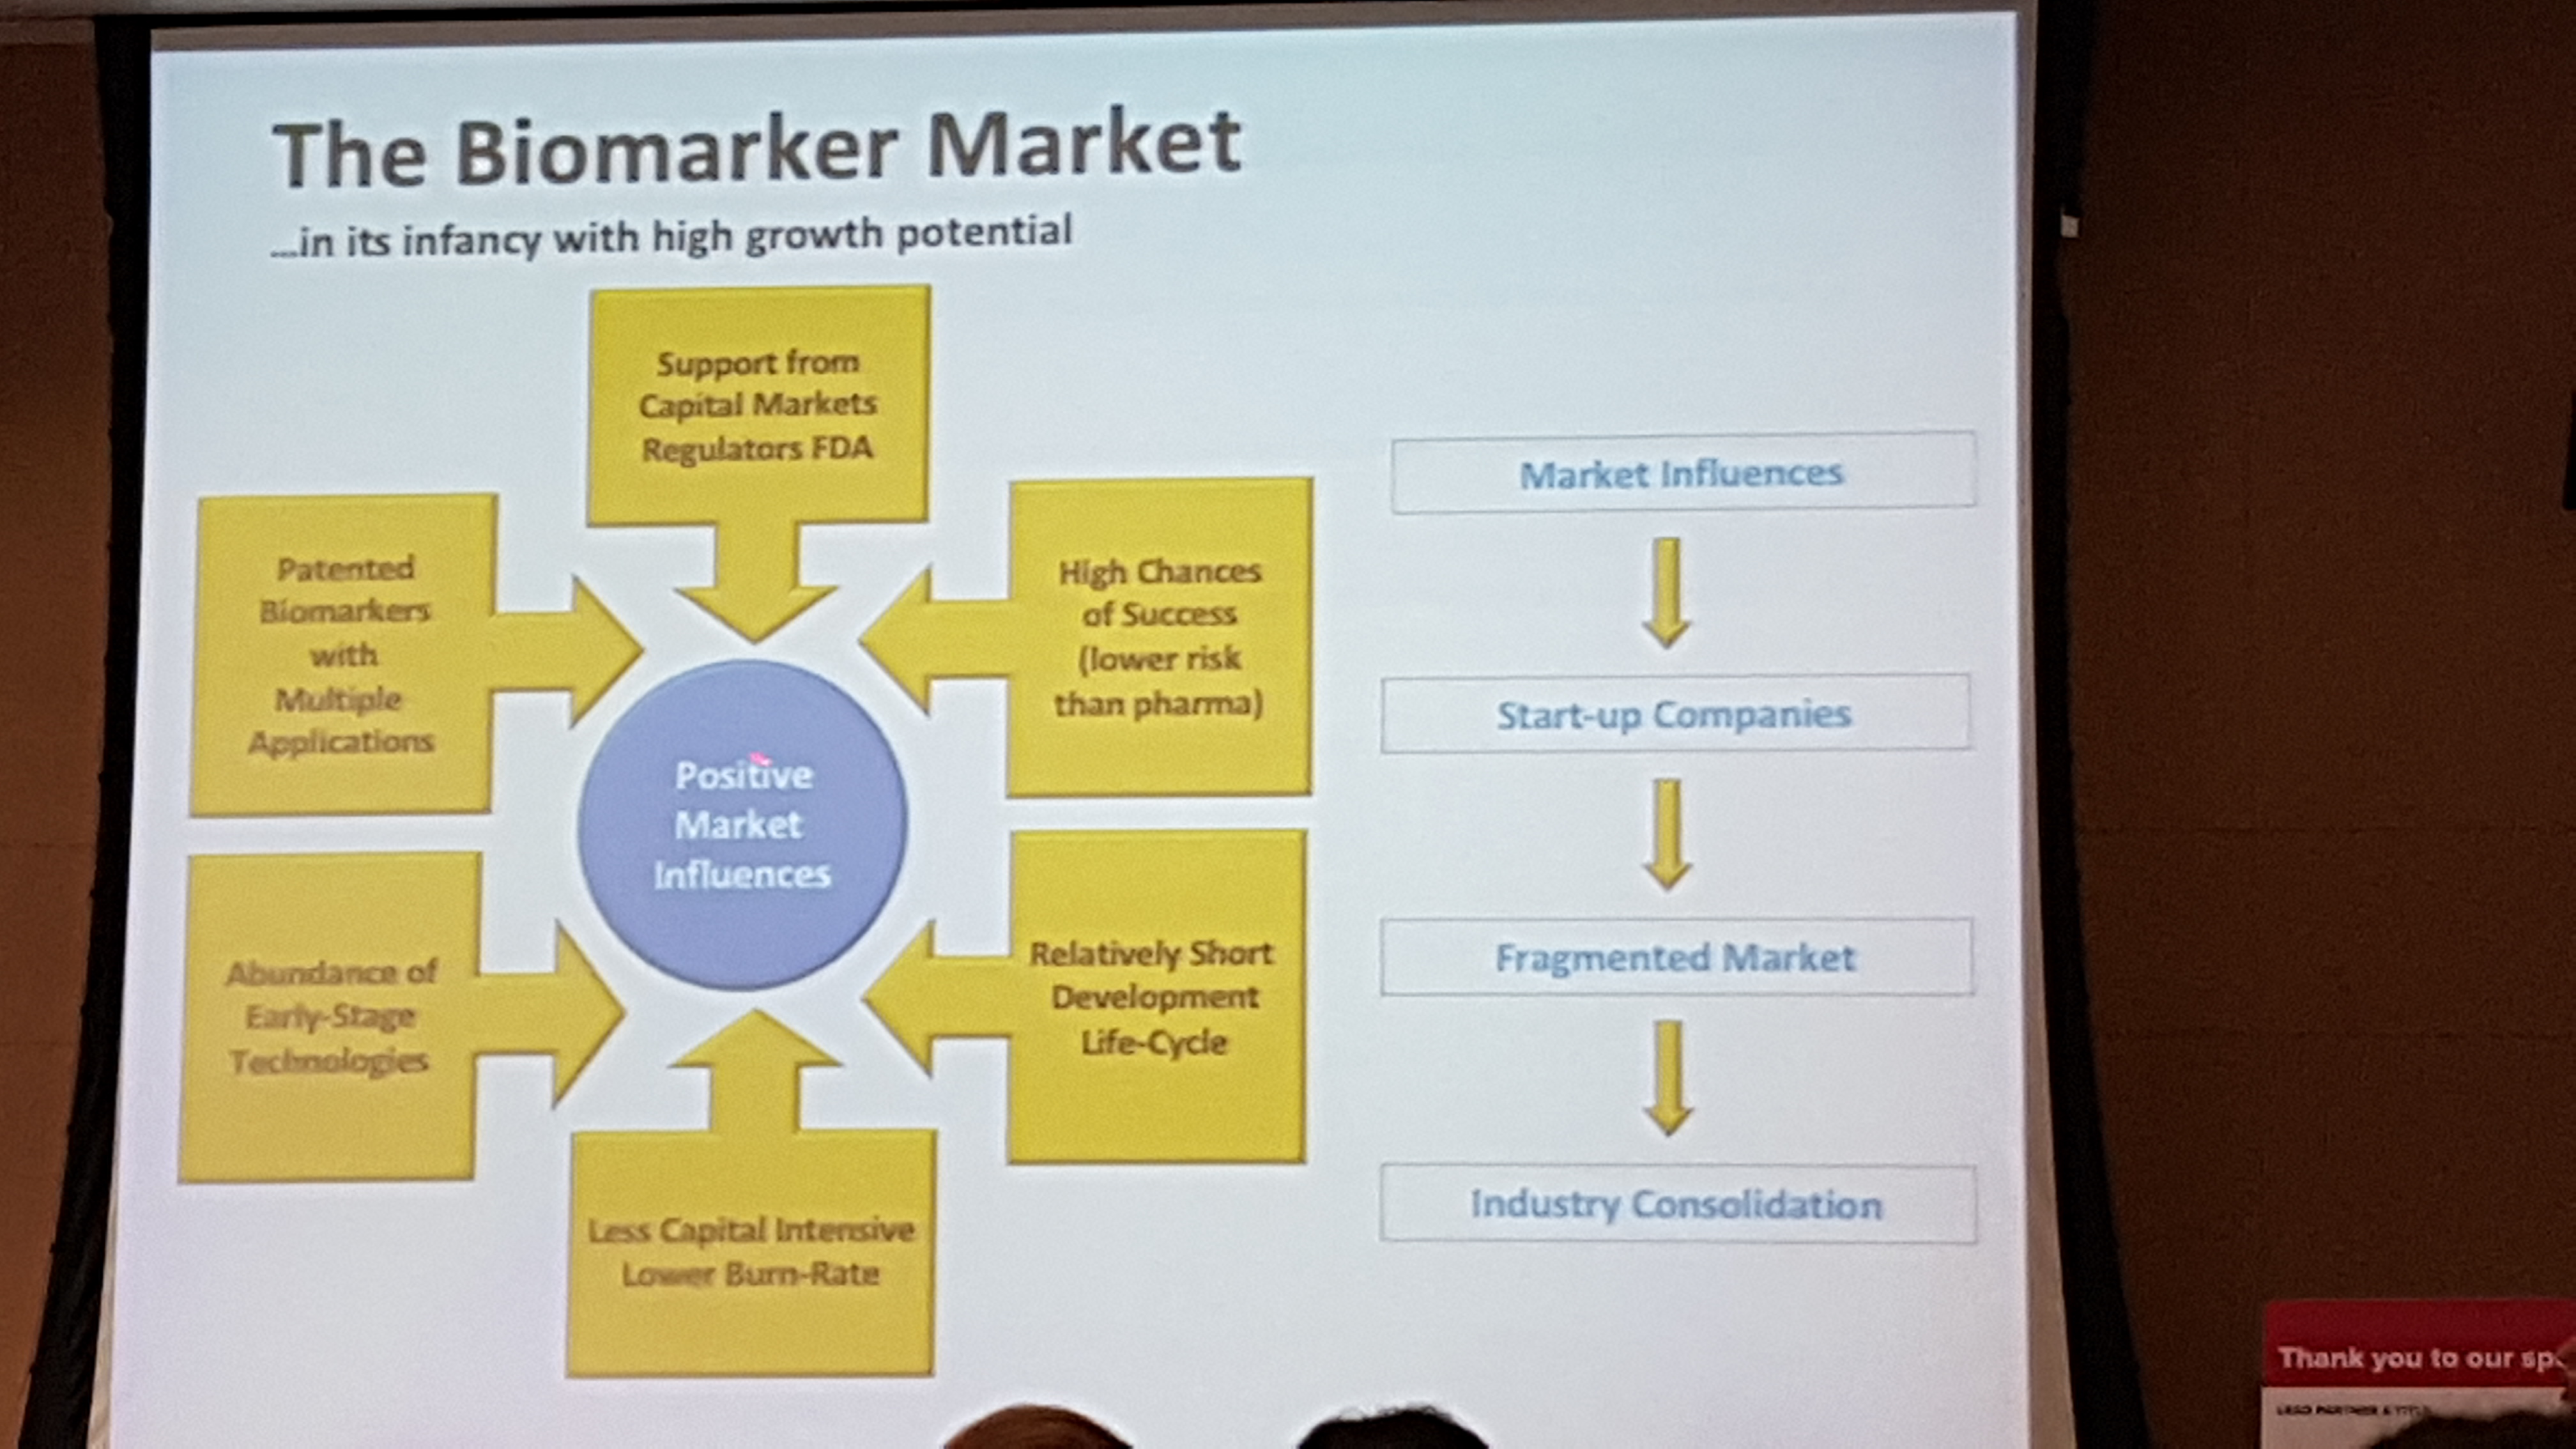 The Biomarker Market
...in its infancy with high growth potential
Support from
Capital Markets
Regulators FDA
Patented
Biomarkers
with
Multiple
Applications
High Chances
of Success
(lower risk
than pharma)
Positive
Market
Influences
Abundance of
Early-Stage
Technologies
Relatively Short
Development
Life-Cycle
Less Capital Intensive
Lower Burn-Rate
Market Influences
Start-up Companies
Fragmented Market
Industry Consolidation
Thank you to our
LEAD PARTNER &